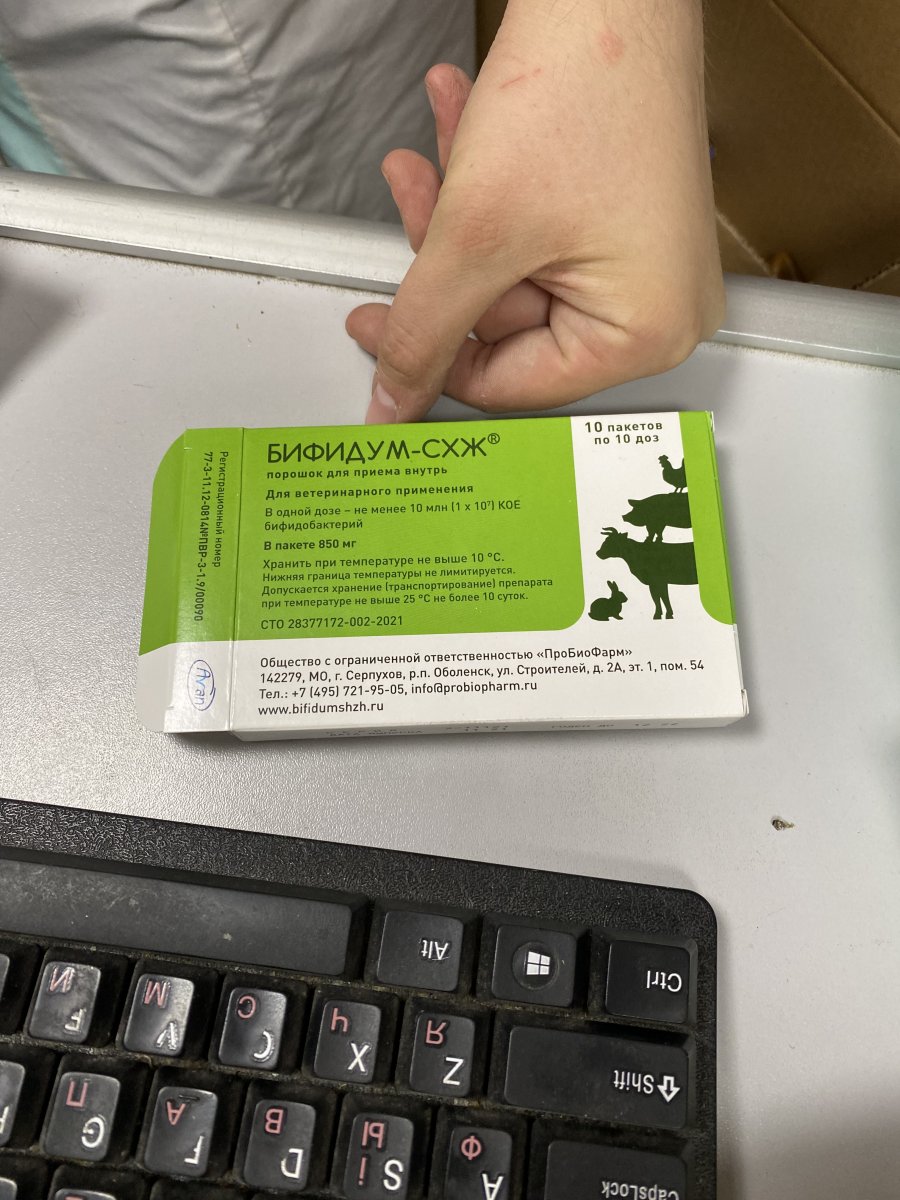 БИФИДУМ-СХЖ®
порошок для приема внутрь
Для ветеринарного применения
В одной дозе – не менее 10 млн (1 x 10⁷) КОЕ
бифидобактерий
В пакете 850 мг
Хранить при температуре не выше 10 °С.
Нижняя граница температуры не лимитируется.
Допускается хранение (транспортирование) препарата
при температуре не выше 25 °С не более 10 суток.
СТО 28377172-002-2021
10 пакетов
по 10 доз
Общество с ограниченной ответственностью «ПроБиоФарм»
142279, МО, г. Серпухов, р.п. Оболенск, ул. Строителей, д. 2А, эт. 1, пом. 54
Тел.: +7 (495) 721-95-05, info@probiopharm.ru
www.bifidumshzh.ru
Регистрационный номер
77-3-11.12-0814№ПВР-3-1.9/00090
Avan
Alt
Ctrl
F И
V М
C С
X Ч
Z Я
Shift
G П
F А
D В
S Ы І
A Ф
CapsLock